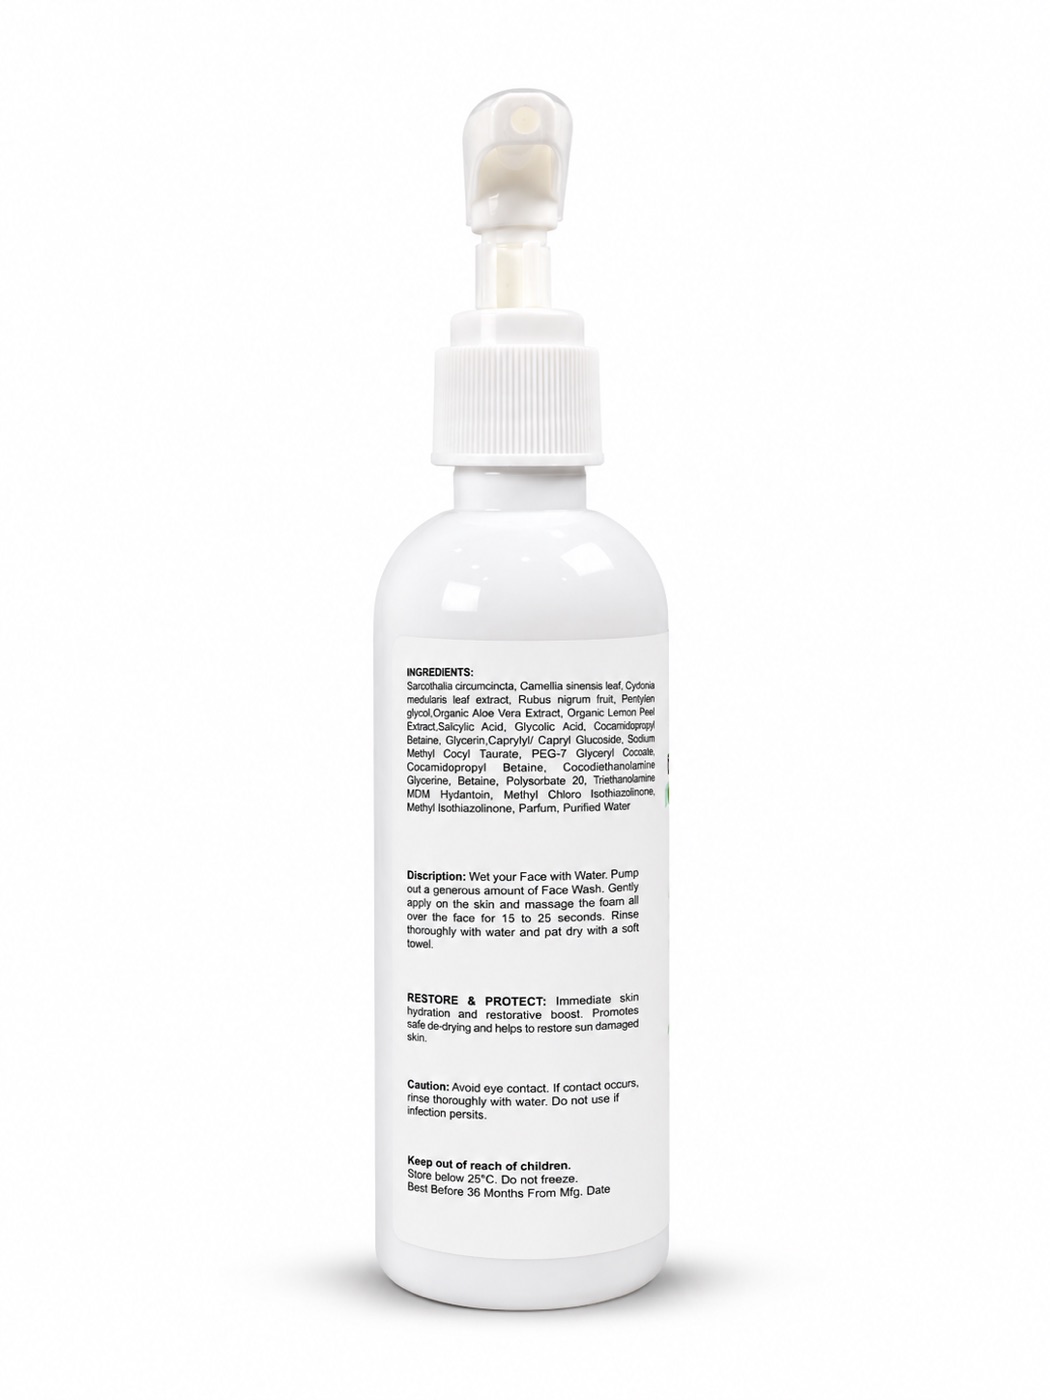 INGREDIENTS:
Sarcothalia circumcincta, Camellia sinensis leaf, Cydonia
medularis leaf extract, Rubus nigrum fruit, Pentylen
glycol,Organic Aloe Vera Extract, Organic Lemon Peel
Extract,Salicylic Acid, Glycolic Acid, Cocamidopropyl
Betaine, Glycerin,Caprylyl/ Capryl Glucoside, Sodium
Methyl Cocyl Taurate, PEG-7 Glyceryl Cocoate,
Cocamidopropyl Betaine, Cocodiethanolamine
Glycerine, Betaine, Polysorbate 20, Triethanolamine
MDM Hydantoin, Methyl Chloro Isothiazolinone,
Methyl Isothiazolinone, Parfum, Purified Water
Discription: Wet your Face with Water. Pump
out a generous amount of Face Wash. Gently
apply on the skin and massage the foam all
over the face for 15 to 25 seconds. Rinse
thoroughly with water and pat dry with a soft
towel.
RESTORE & PROTECT: Immediate skin
hydration and restorative boost. Promotes
safe de-drying and helps to restore sun damaged
skin.
Caution: Avoid eye contact. If contact occurs,
rinse thoroughly with water. Do not use if
infection persits.
Keep out of reach of children.
Store below 25°C. Do not freeze.
Best Before 36 Months From Mfg. Date